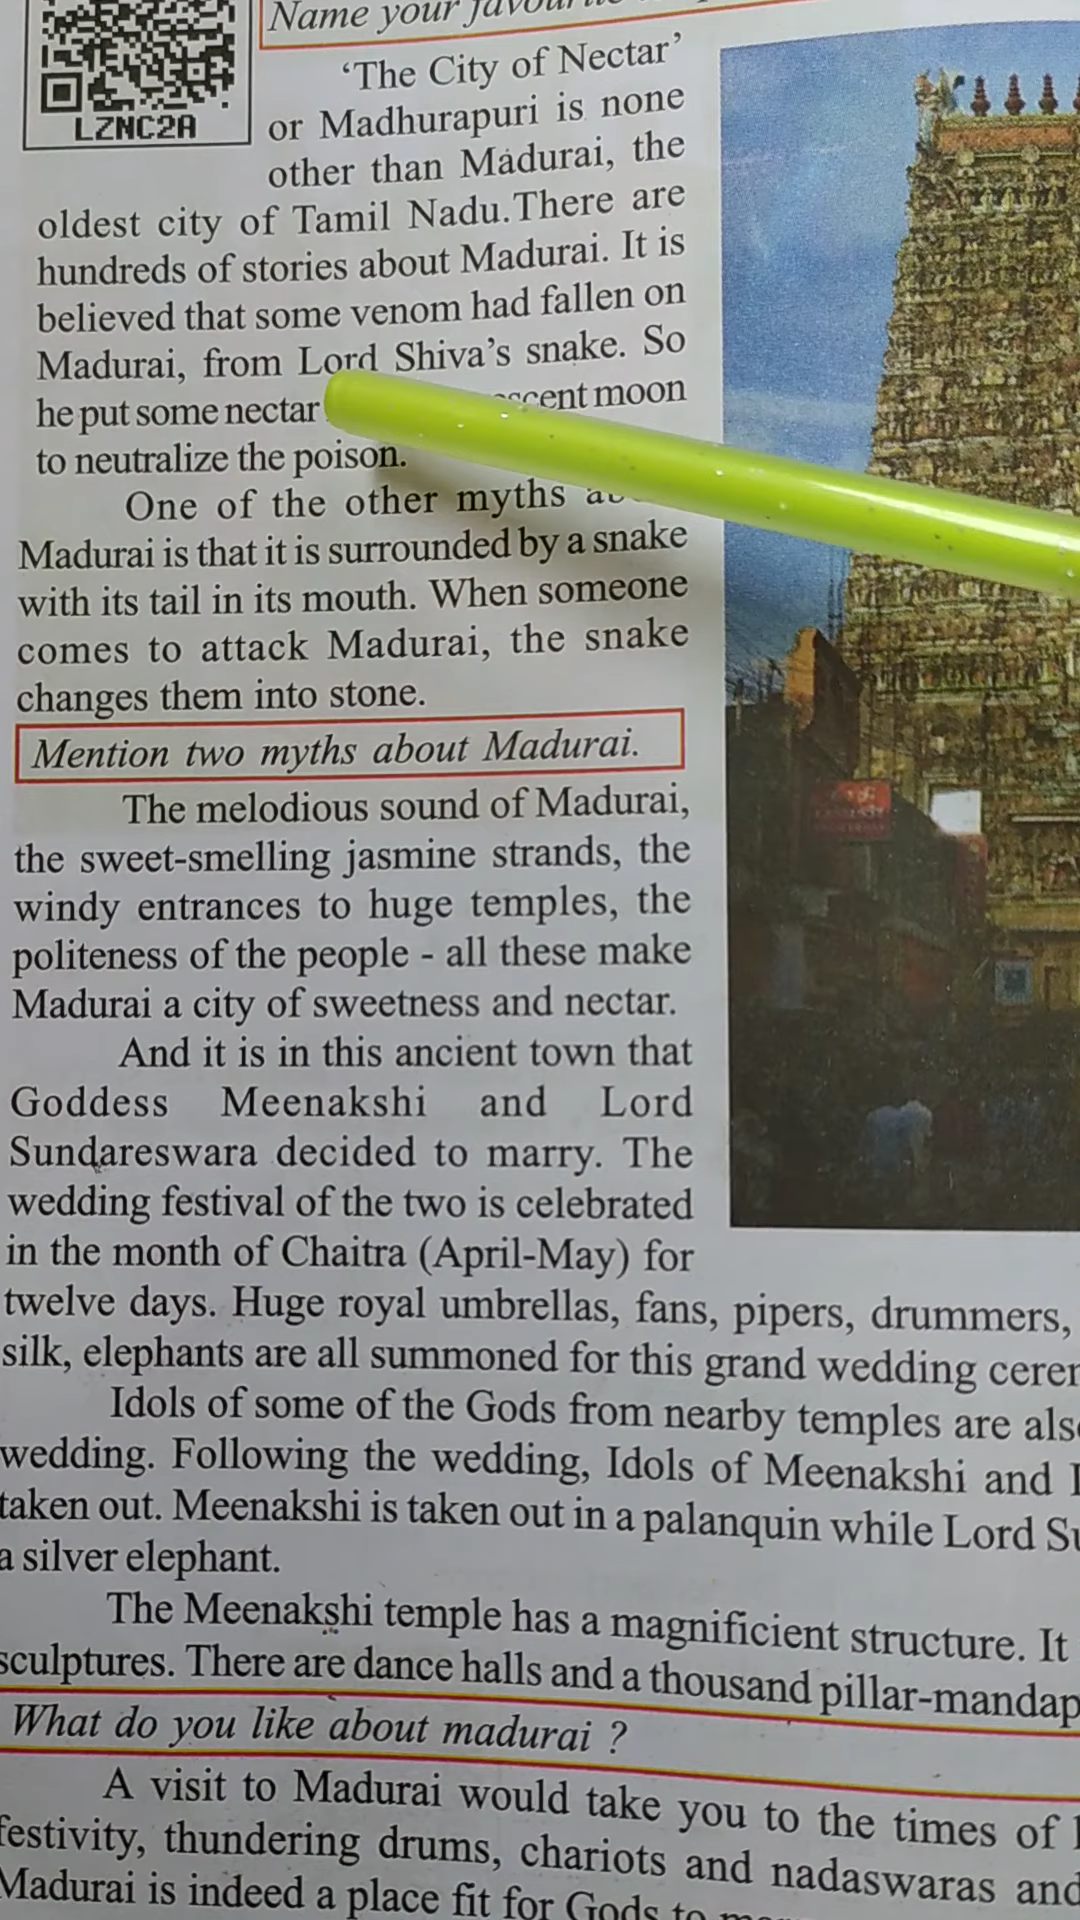 LZNC2A
Name your
'The City of Nectar'
or Madhurapuri is none
other than Madurai, the
oldest city of Tamil Nadu.There are
hundreds of stories about Madurai. It is
believed that some venom had fallen on
Madurai, from Lord Shiva's snake. So
he put some nectar moon
to neutralize the poison.
One of the other myths
Madurai is that it is surrounded by a snake
with its tail in its mouth. When someone
comes to attack Madurai, the snake
changes them into stone.
Mention two myths about Madurai.
The melodious sound of Madurai,
the sweet-smelling jasmine strands, the
windy entrances to huge temples, the
politeness of the people - all these make
Madurai a city of sweetness and nectar.
And it is in this ancient town that
Goddess Meenakshi and Lord
Sundareswara decided to marry. The
wedding festival of the two is celebrated
in the month of Chaitra (April-May) for
twelve days. Huge royal umbrellas, fans, pipers, drummers,
silk, elephants are all summoned for this grand wedding
Idols of some of the Gods from nearby temples are
wedding. Following the wedding, Idols of Meenakshi and
taken out. Meenakshi is taken out in a palanquin while Lord
a silver elephant.
The Meenakshi temple has a magnificient structure. It
sculptures. There are dance halls and a thousand pillar-mandap
What do you like about madurai ?
A visit to Madurai would take you to the times of
festivity, thundering drums, chariots and nadaswaras and
Madurai is indeed a place fit for Gods to